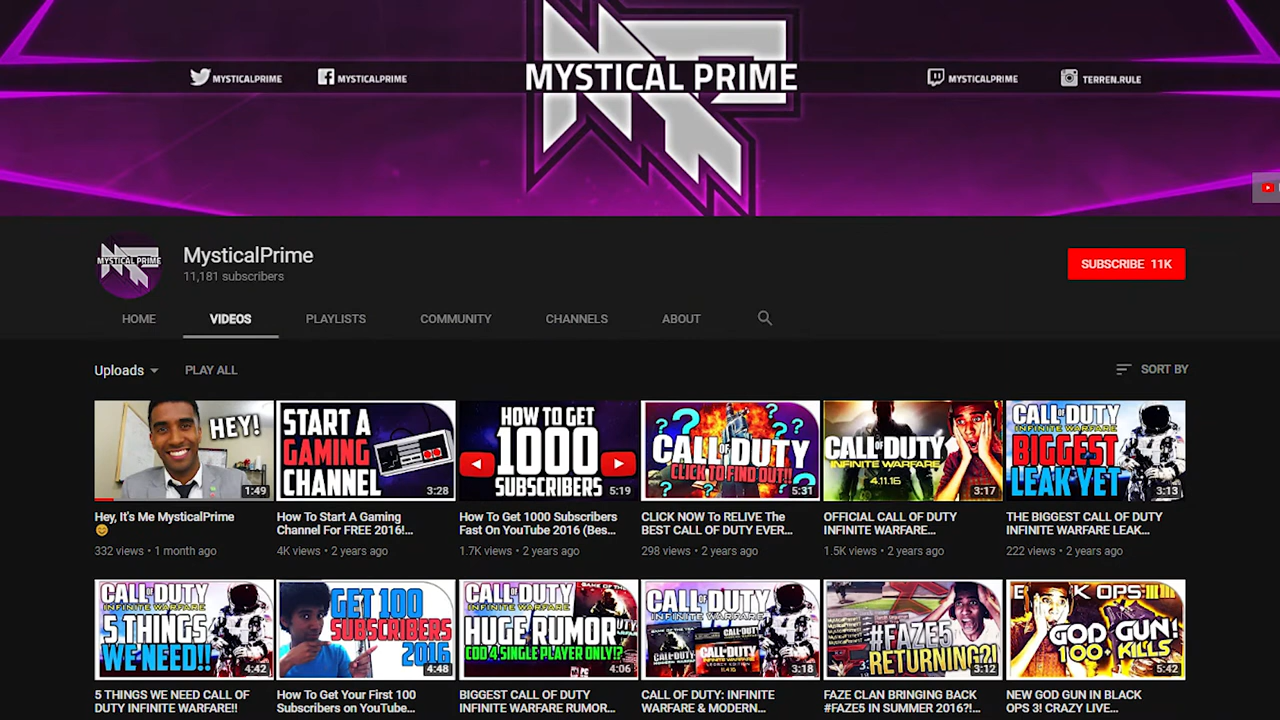 MYSTICALPRIME
MYSTICALPRIME
MYSTICAL PRIME
MYSTICALPRIME
TERREN.RULE
MYSTICAL PRIME
MysticalPrime
11,181 subscribers
SUBSCRIBE 11K
HOME
VIDEOS
PLAYLISTS
COMMUNITY
CHANNELS
ABOUT
Uploads
PLAY ALL
SORT BY
HEY!
1:49
START A
GAMING
CHANNEL
3:28
HOW TO GET
1000
SUBSCRIBERS
5:19
CALL OF DUTY
CLICK TO FIND OUT!!
5:31
CALL OF DUTY
INFINITE WARFARE
4.11.16
3:17
CALL OF DUTY
INFINITE WARFARE
BIGGEST
LEAK YET
3:13
Hey, It's Me MysticalPrime
😊
332 views • 1 month ago
How To Start A Gaming
Channel For FREE 2016!...
4K views • 2 years ago
How To Get 1000 Subscribers
Fast On YouTube 2016 (Bes...
1.7K views • 2 years ago
CLICK NOW To RELIVE The
BEST CALL OF DUTY EVER...
298 views • 2 years ago
OFFICIAL CALL OF DUTY
INFINITE WARFARE...
1.5K views • 2 years ago
THE BIGGEST CALL OF DUTY
INFINITE WARFARE LEAK...
222 views • 2 years ago
CALL OF DUTY
INFINITE WARFARE
5 THINGS
WE NEED!!
4:42
GET 100
SUBSCRIBERS
2016
4:48
CALL OF DUTY
INFINITE WARFARE
HUGE RUMOR
COD 4 SINGLE PLAYER ONLY!?
4:06
CALL OF DUTY
INFINITE WARFARE
3:18
#FAZE5
RETURNING?!
3:12
K OPS III
GOD GUN!
100+ KILLS
5:42
5 THINGS WE NEED CALL OF
DUTY INFINITE WARFARE!!
How To Get Your First 100
Subscribers on YouTube...
BIGGEST CALL OF DUTY
INFINITE WARFARE RUMOR...
CALL OF DUTY: INFINITE
WARFARE & MODERN...
FAZE CLAN BRINGING BACK
#FAZE5 IN SUMMER 2016?!...
NEW GOD GUN IN BLACK
OPS 3! CRAZY LIVE...